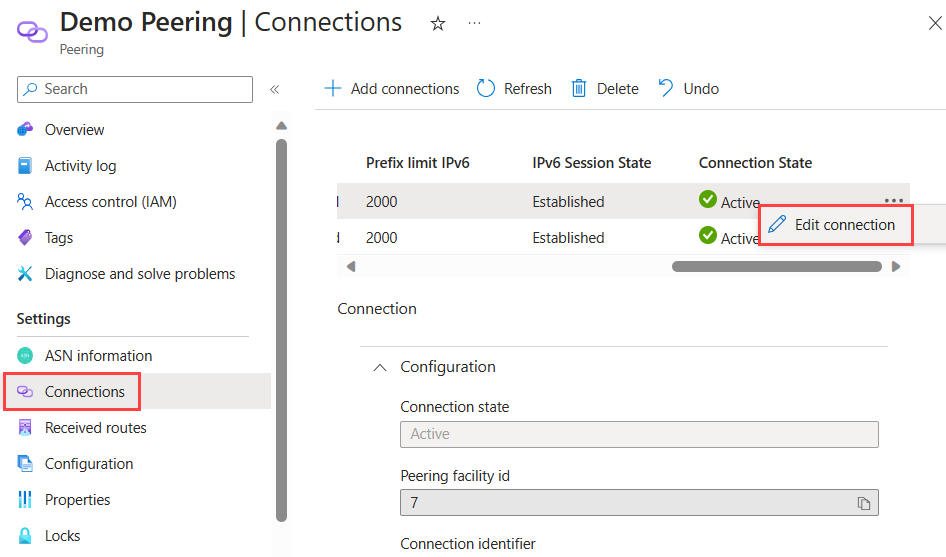 Demo Peering | Connections
Peering
Search
Add connections Refresh Delete Undo
Overview
Activity log
Access control (IAM)
Tags
Diagnose and solve problems
Settings
ASN information
Connections
Received routes
Configuration
Properties
Locks
Prefix limit IPv6 IPv6 Session State Connection State
2000 Established Active
Edit connection
2000 Established Active
Connection
Configuration
Connection state
Active
Peering facility id
7
Connection identifier